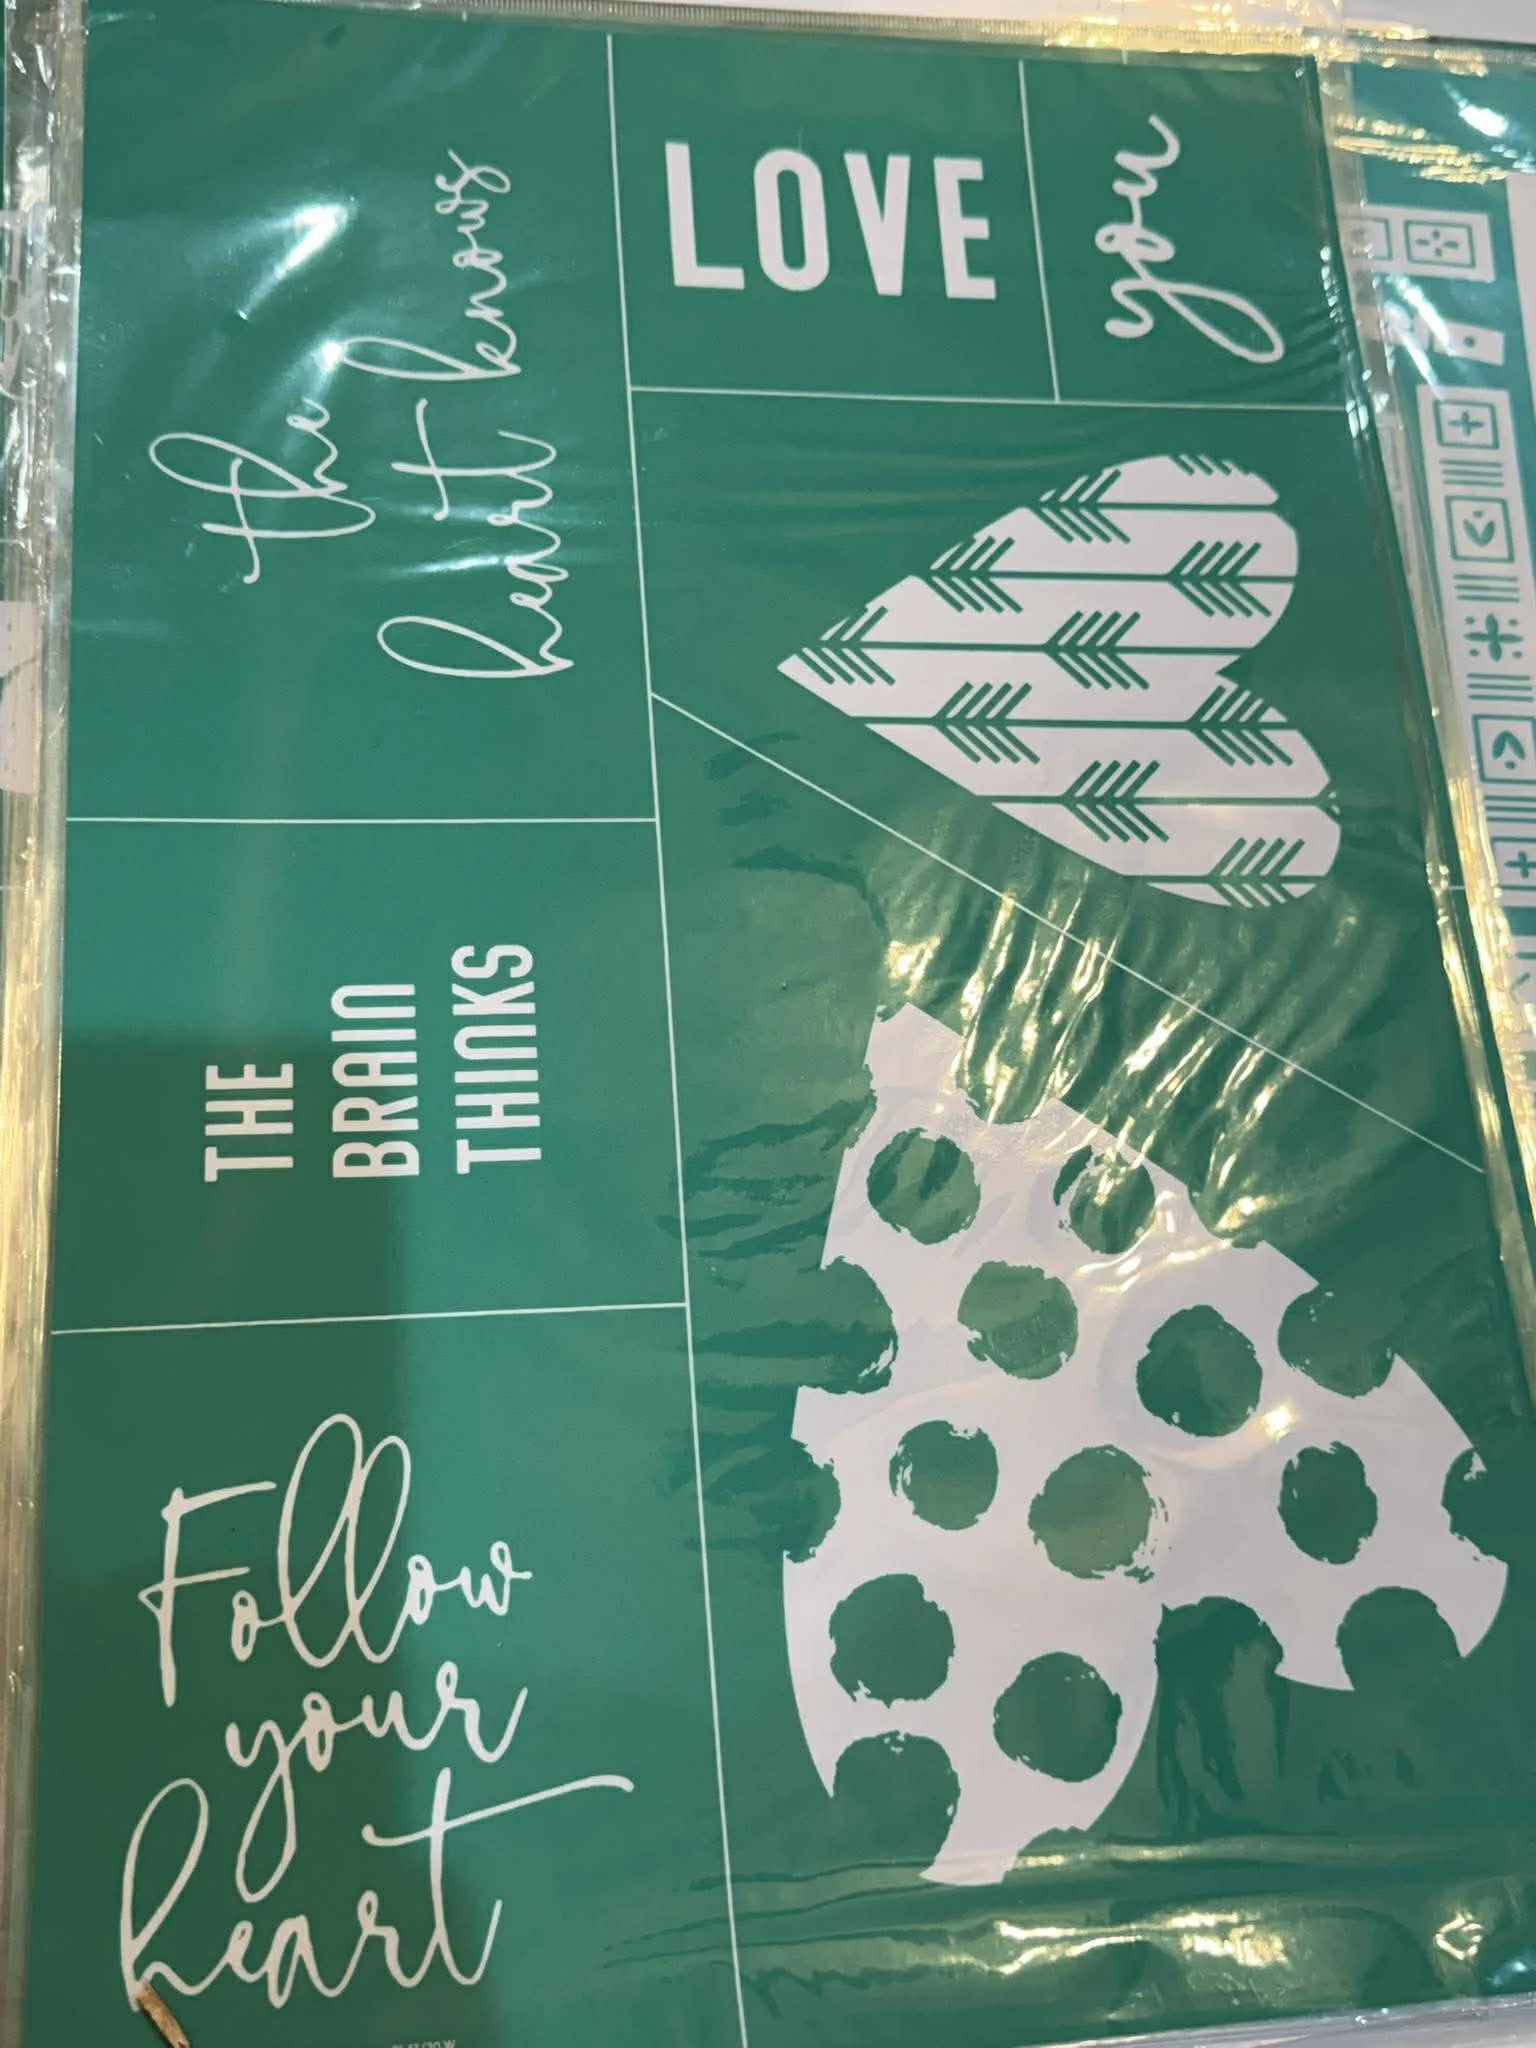 the
heart knows
LOVE
you
THE
BRAIN
THINKS
Follow
your
heart